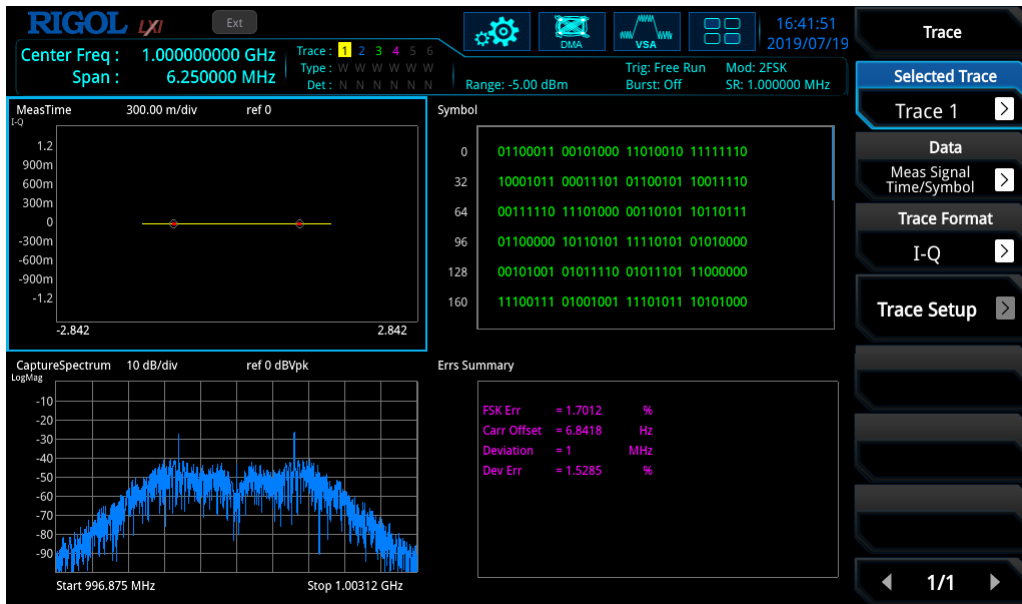 RIGOL LXI Ext DMA VSA 16:41:51
2019/07/19
Center Freq : 1.000000000 GHz
Span : 6.250000 MHz
Trace : 1 2 3 4 5 6
Type : W W W W W W
Det : N N N N N N
Range: -5.00 dBm
Trig: Free Run Mod: 2FSK
Burst: Off SR: 1.000000 MHz
MeasTime 300.00 m/div ref 0
I-Q
1.2
900m
600m
300m
0
-300m
-600m
-900m
-1.2
-2.842 2.842
Symbol
0 01100011 00101000 11010010 11111110
32 10001011 00011101 01100101 10011110
64 00111110 11101000 00110101 10110111
96 01100000 10110101 11110101 01010000
128 00101001 01011110 01011101 11000000
160 11100111 01001001 11101011 10101000
CaptureSpectrum 10 dB/div ref 0 dBVpk
LogMag
-10
-20
-30
-40
-50
-60
-70
-80
-90
Start 996.875 MHz Stop 1.00312 GHz
Errs Summary
FSK Err = 1.7012 %
Carr Offset = 6.8418 Hz
Deviation = 1 MHz
Dev Err = 1.5285 %
Trace
Selected Trace
Trace 1
Data
Meas Signal
Time/Symbol
Trace Format
I-Q
Trace Setup
1/1